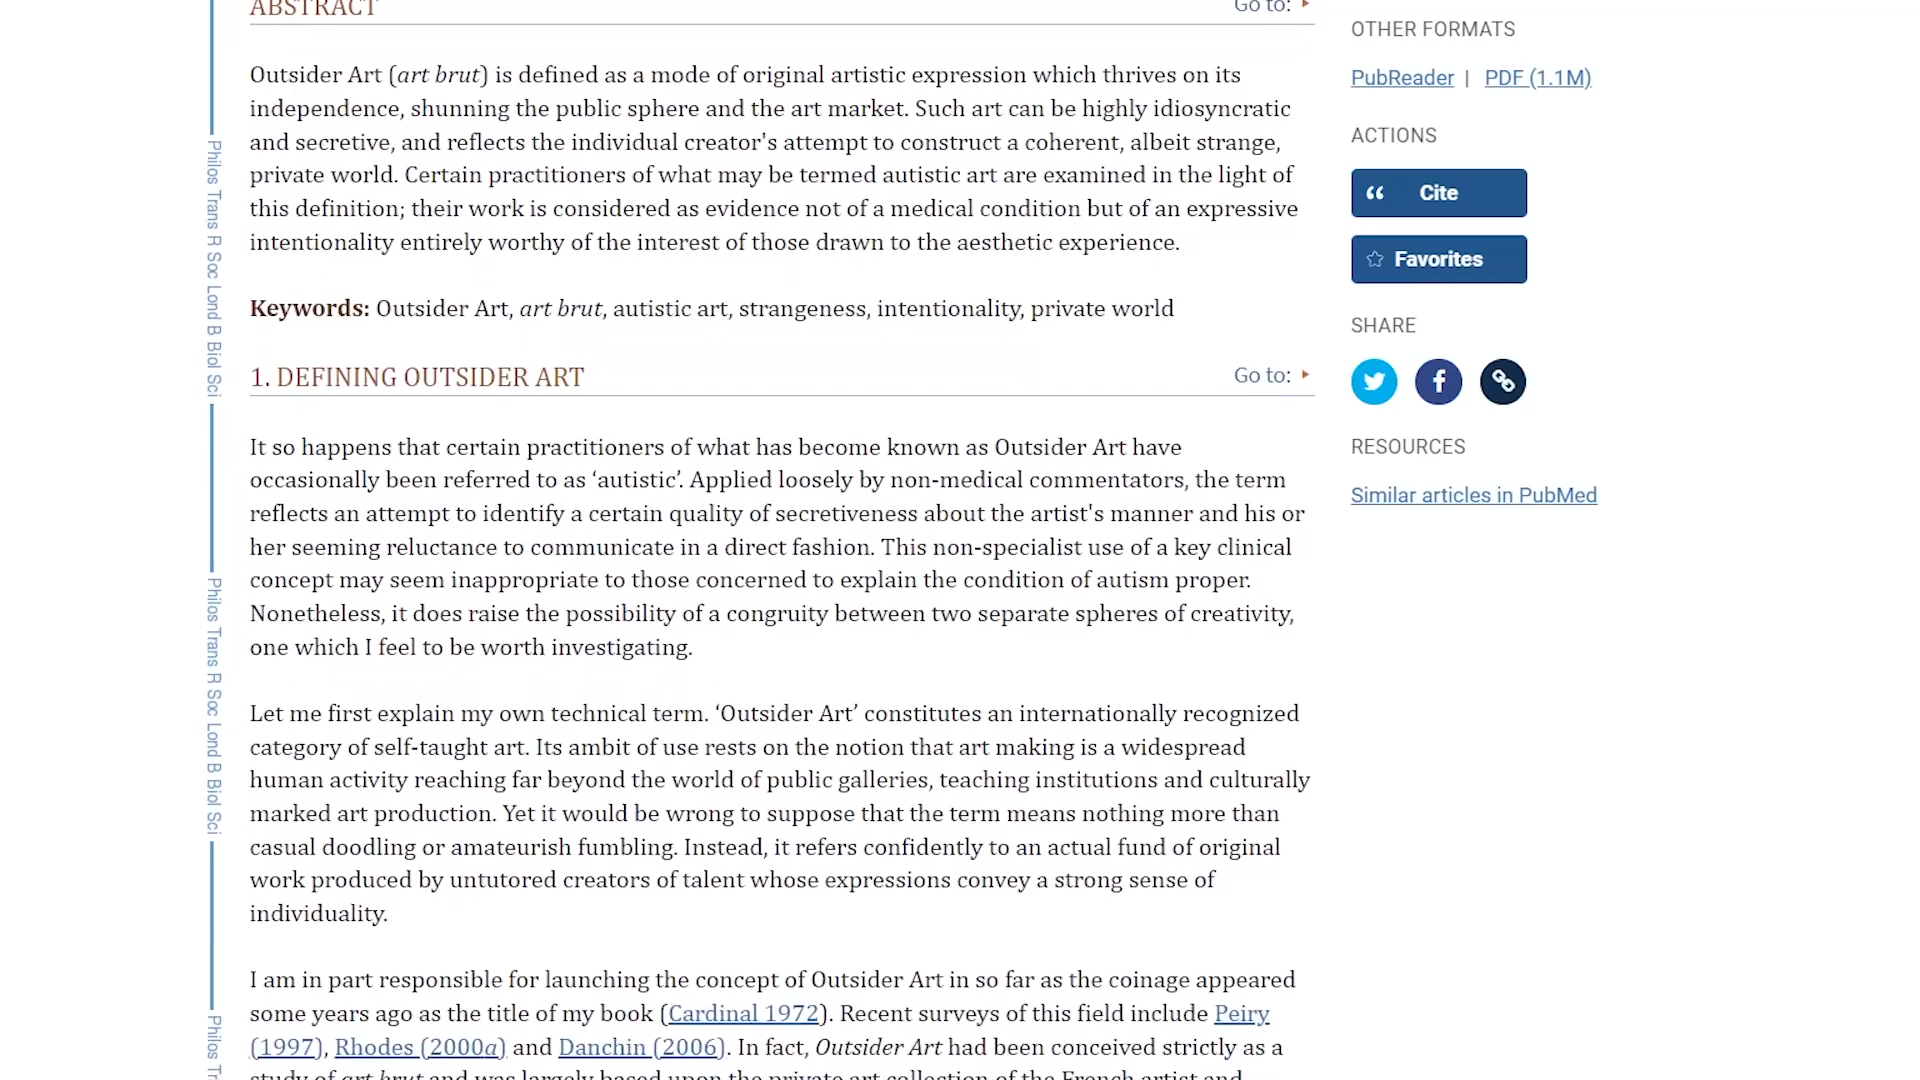 ABSTRACT
Go to:
Outsider Art (art brut) is defined as a mode of original artistic expression which thrives on its
independence, shunning the public sphere and the art market. Such art can be highly idiosyncratic
and secretive, and reflects the individual creator's attempt to construct a coherent, albeit strange,
private world. Certain practitioners of what may be termed autistic art are examined in the light of
this definition; their work is considered as evidence not of a medical condition but of an expressive
intentionality entirely worthy of the interest of those drawn to the aesthetic experience.
Keywords: Outsider Art, art brut, autistic art, strangeness, intentionality, private world
1. DEFINING OUTSIDER ART
Go to:
It so happens that certain practitioners of what has become known as Outsider Art have
occasionally been referred to as ‘autistic’. Applied loosely by non-medical commentators, the term
reflects an attempt to identify a certain quality of secretiveness about the artist's manner and his or
her seeming reluctance to communicate in a direct fashion. This non-specialist use of a key clinical
concept may seem inappropriate to those concerned to explain the condition of autism proper.
Nonetheless, it does raise the possibility of a congruity between two separate spheres of creativity,
one which I feel to be worth investigating.
Let me first explain my own technical term. ‘Outsider Art’ constitutes an internationally recognized
category of self-taught art. Its ambit of use rests on the notion that art making is a widespread
human activity reaching far beyond the world of public galleries, teaching institutions and culturally
marked art production. Yet it would be wrong to suppose that the term means nothing more than
casual doodling or amateurish fumbling. Instead, it refers confidently to an actual fund of original
work produced by untutored creators of talent whose expressions convey a strong sense of
individuality.
I am in part responsible for launching the concept of Outsider Art in so far as the coinage appeared
some years ago as the title of my book (Cardinal 1972). Recent surveys of this field include Peiry
(1997), Rhodes (2000a) and Danchin (2006). In fact, Outsider Art had been conceived strictly as a
study of art brut and was largely based upon the private art collection of the French artist and
Philos Trans R Soc Lond B Biol Sci
Philos Trans R Soc Lond B Biol Sci
Philos Tr
OTHER FORMATS
PubReader | PDF (1.1M)
ACTIONS
Cite
Favorites
SHARE
RESOURCES
Similar articles in PubMed